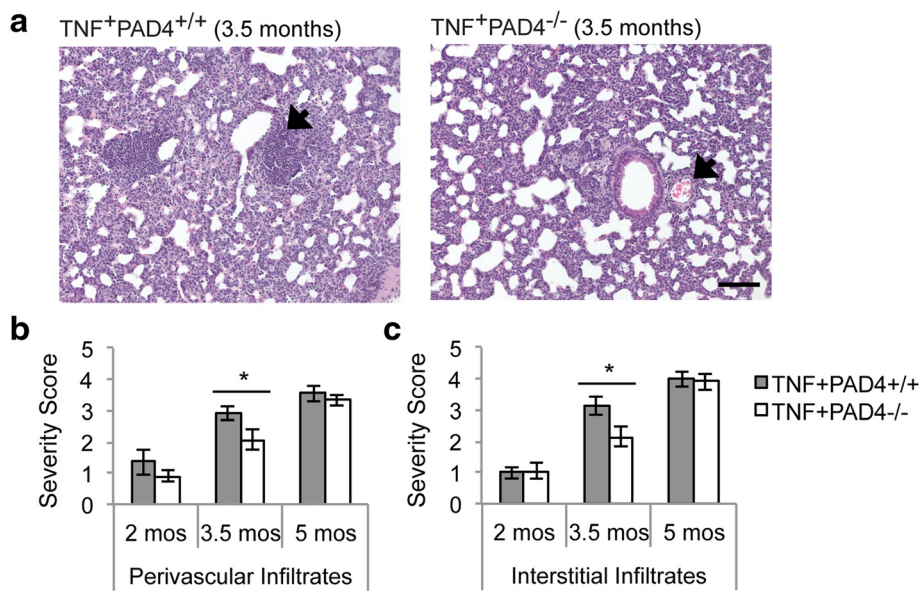 a
TNF+PAD4+/+ (3.5 months)
TNF+PAD4-/- (3.5 months)
b
Severity Score
5
4
3
2
1
0
*
2 mos
3.5 mos
5 mos
Perivascular Infiltrates
c
Severity Score
5
4
3
2
1
0
*
2 mos
3.5 mos
5 mos
Interstitial Infiltrates
TNF+PAD4+/+
TNF+PAD4-/-